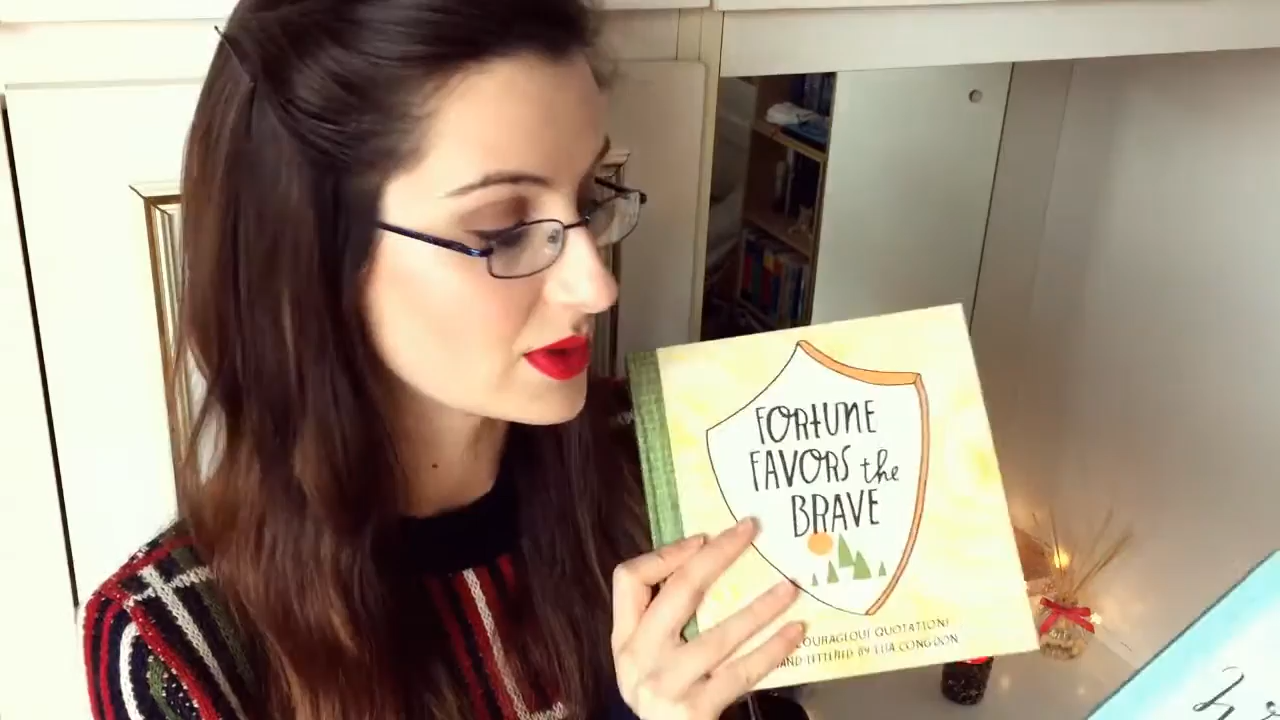 FORTUNE
FAVORS the
BRAVE
COURAGEOUS QUOTATIONS
HAND-LETTERED BY LISA CONGDON